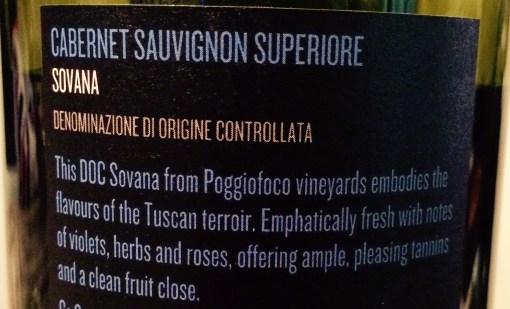 CABERNET SAUVIGNON SUPERIORE
SOVANA
DENOMINAZIONE DI ORIGINE CONTROLLATA
This DOC Sovana from Poggiofoco vineyards embodies the
flavours of the Tuscan terroir. Emphatically fresh with notes
of violets, herbs and roses, offering ample, pleasing tannins
and a clean fruit close.